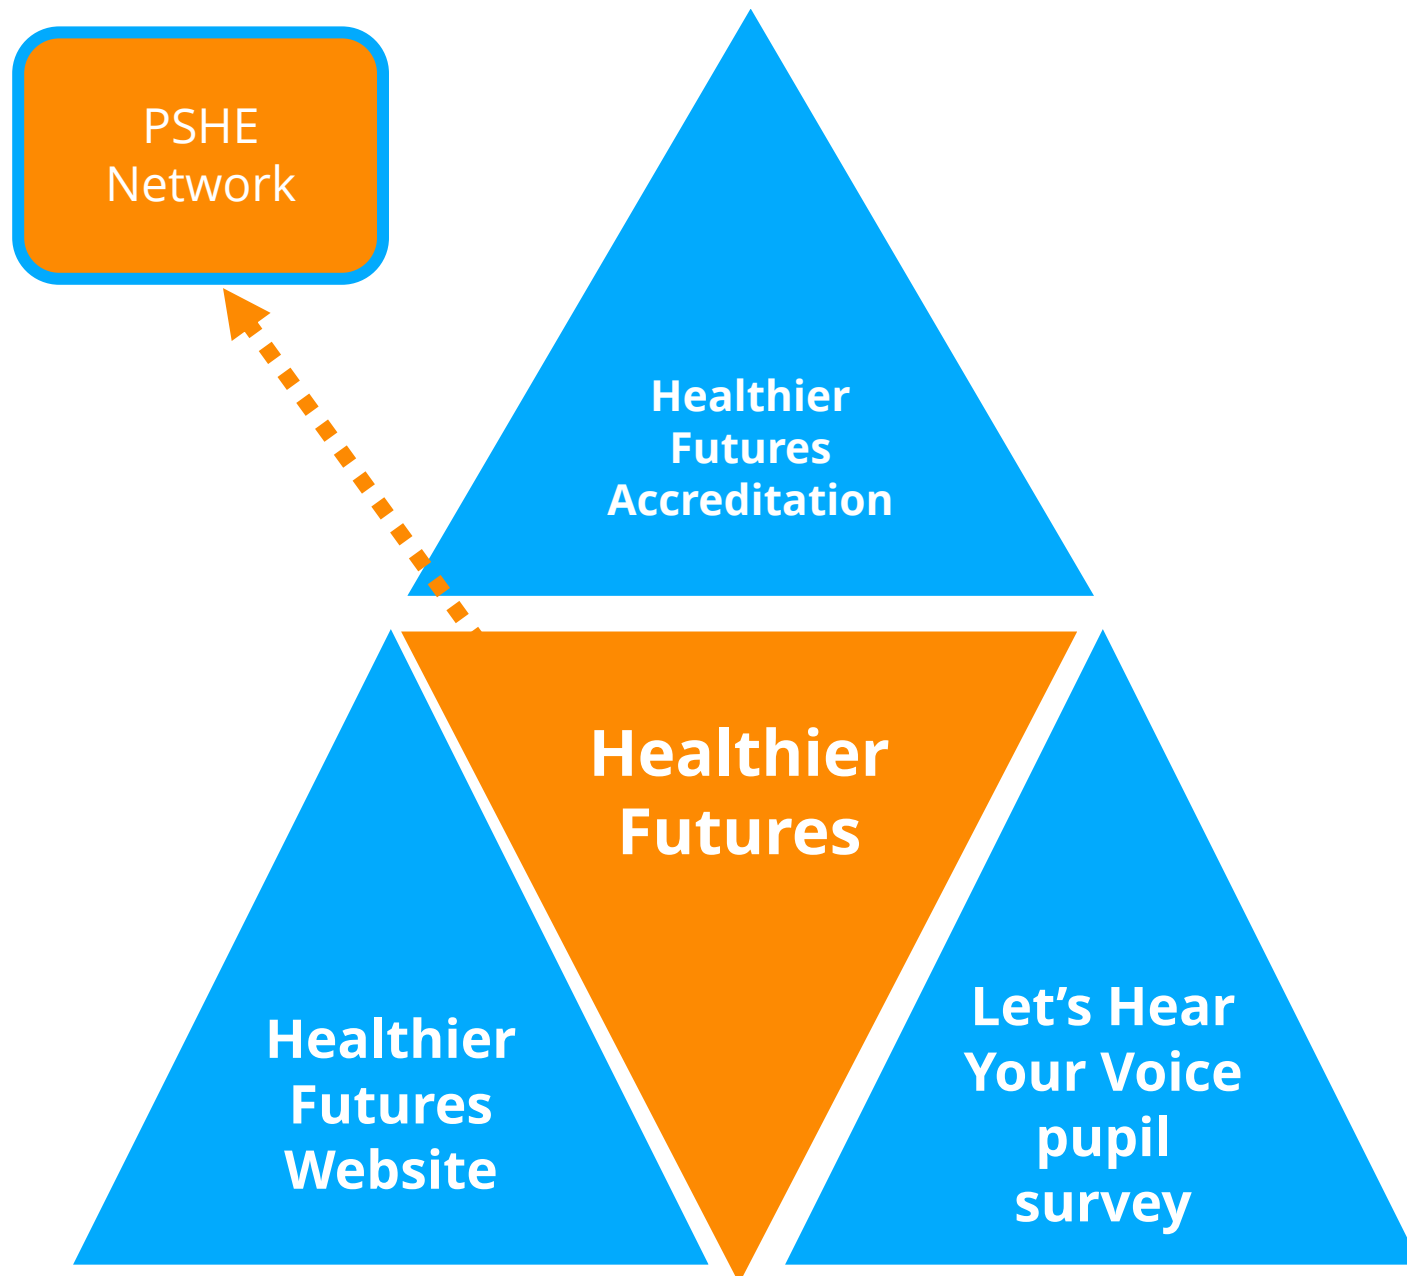 PSHE
Network
Healthier
Futures
Accreditation
Healthier
Futures
Healthier
Futures
Website
Let’s Hear
Your Voice
pupil
survey